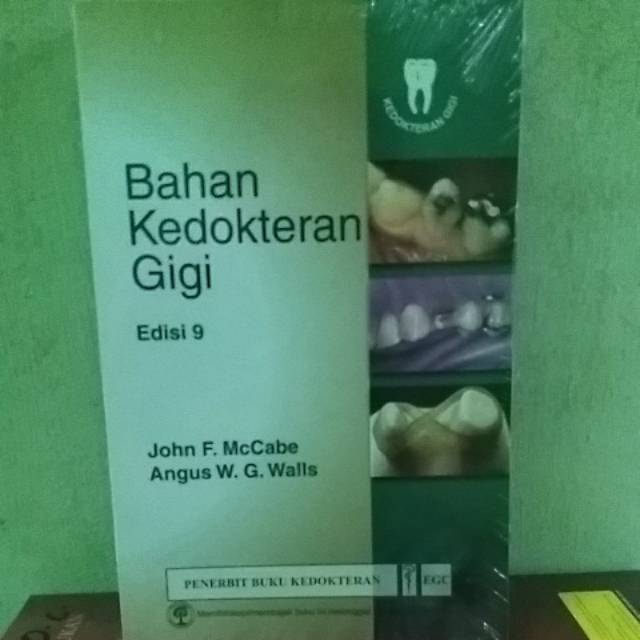 KEDOKTERAN GIGI
Bahan
Kedokteran
Gigi
Edisi 9
John F. McCabe
Angus W. G. Walls
PENERBIT BUKU KEDOKTERAN EGC